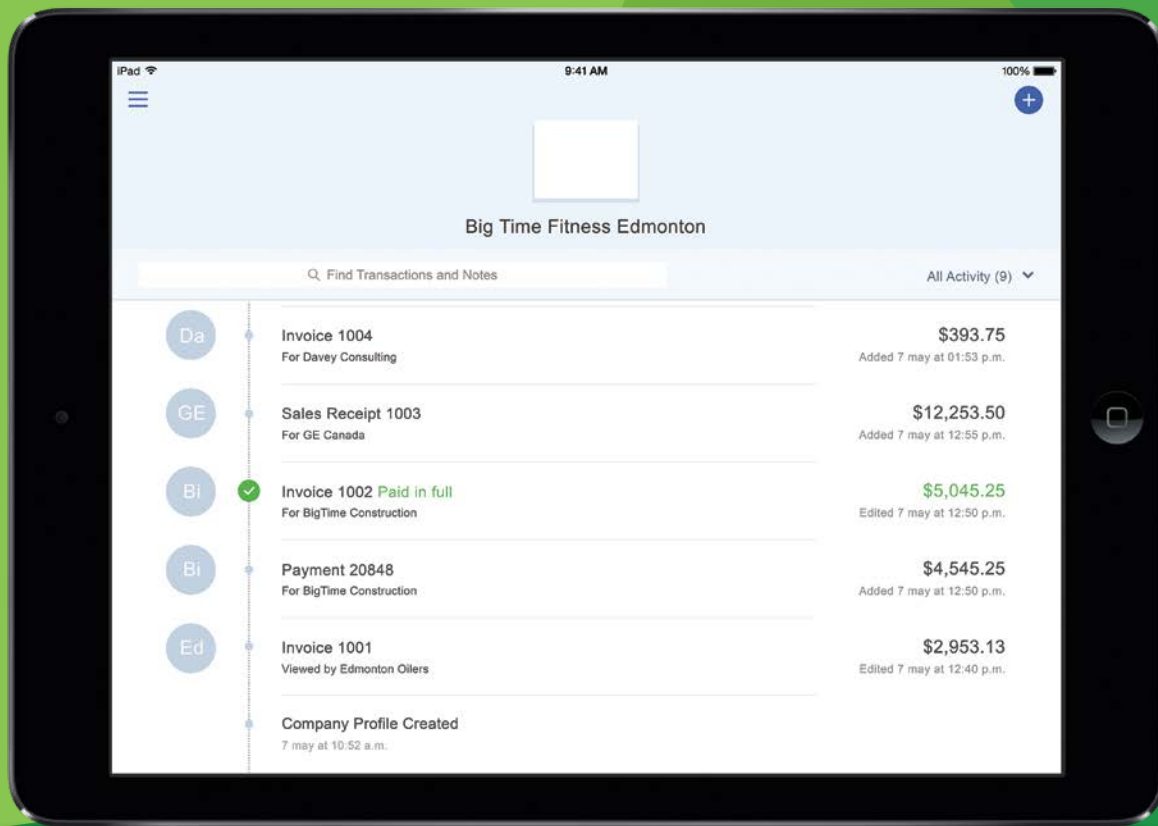 iPad
9:41 AM
100%
Big Time Fitness Edmonton
Find Transactions and Notes
All Activity (9)
Da
Invoice 1004
$393.75
For Davey Consulting
Added 7 may at 01:53 p.m.
GE
Sales Receipt 1003
$12,253.50
For GE Canada
Added 7 may at 12:55 p.m.
Bi
Invoice 1002 Paid in full
$5,045.25
For BigTime Construction
Edited 7 may at 12:50 p.m.
Bi
Payment 20848
$4,545.25
For BigTime Construction
Added 7 may at 12:50 p.m.
Ed
Invoice 1001
$2,953.13
Viewed by Edmonton Oilers
Edited 7 may at 12:40 p.m.
Company Profile Created
7 may at 10:52 a.m.